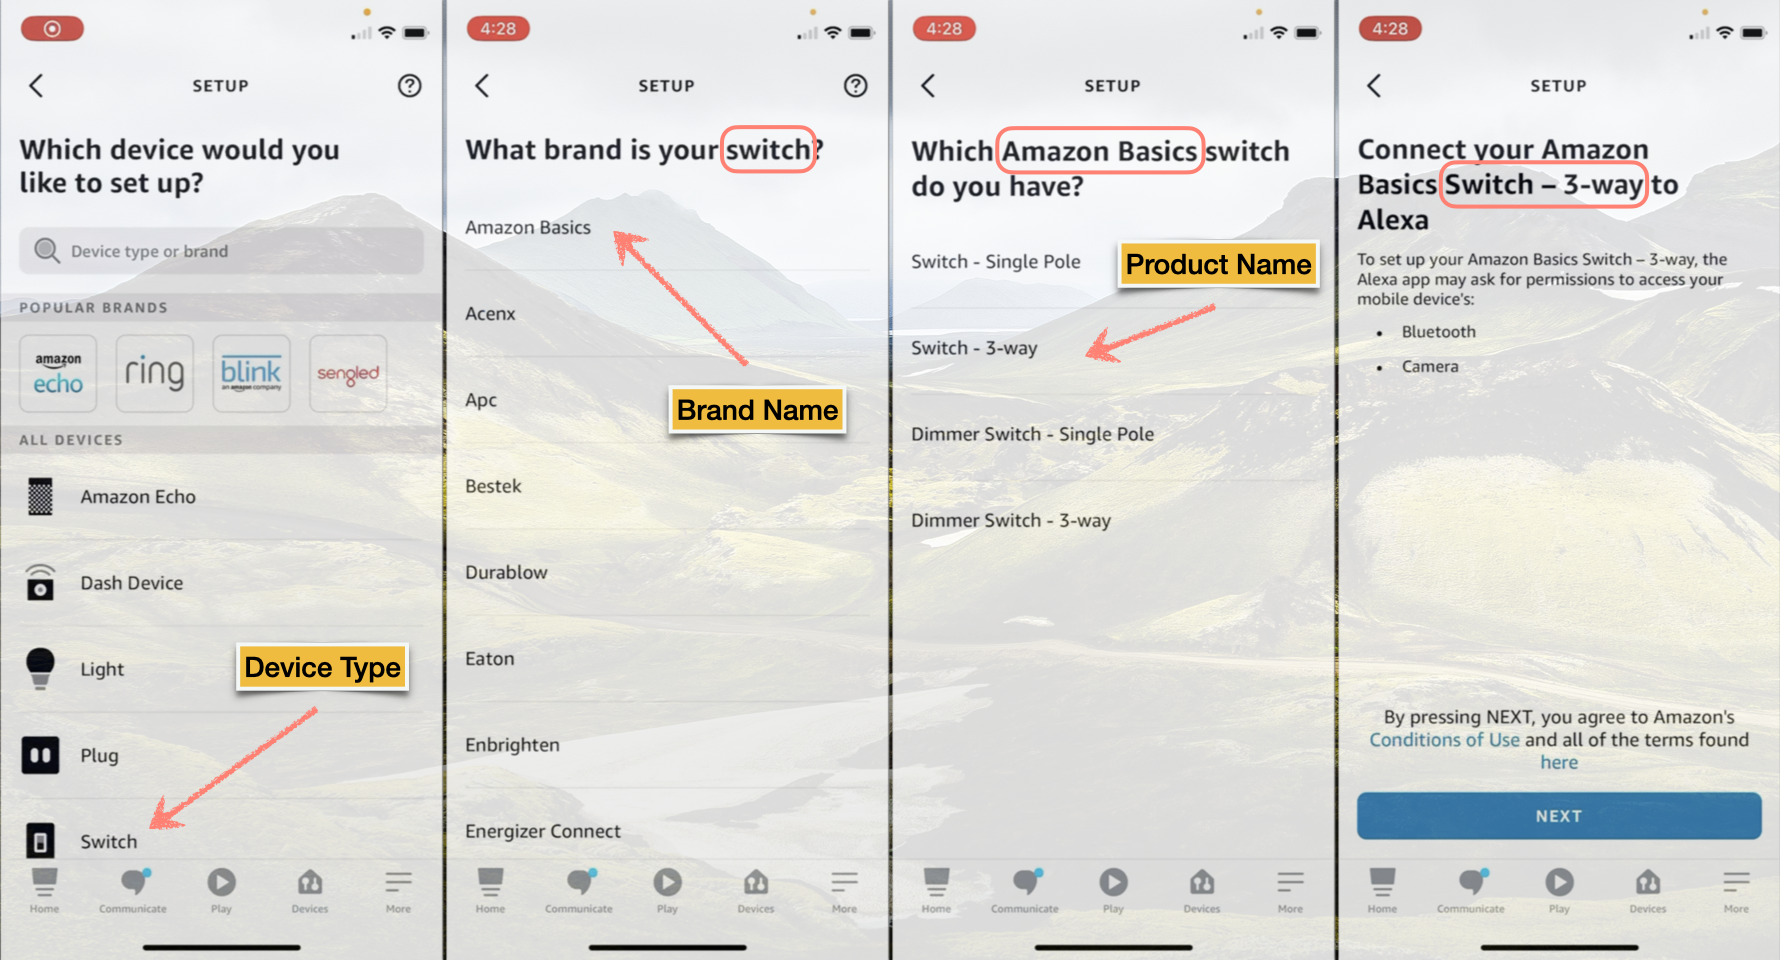 SETUP
Which device would you
like to set up?
Device type or brand
POPULAR BRANDS
amazon
echo
ring
blink
an amazon company
sengled
ALL DEVICES
Amazon Echo
Dash Device
Light
Device Type
Plug
Switch
Home
Communicate
Play
Devices
More
4:28
SETUP
What brand is your switch?
Amazon Basics
Acenx
Apc
Brand Name
Bestek
Durablow
Eaton
Enbrighten
Energizer Connect
Home
Communicate
Play
Devices
More
4:28
SETUP
Which Amazon Basics switch
do you have?
Switch - Single Pole
Product Name
Switch - 3-way
Dimmer Switch - Single Pole
Dimmer Switch - 3-way
Home
Communicate
Play
Devices
More
4:28
SETUP
Connect your Amazon
Basics Switch – 3-way to
Alexa
To set up your Amazon Basics Switch – 3-way, the
Alexa app may ask for permissions to access your
mobile device's:
• Bluetooth
• Camera
By pressing NEXT, you agree to Amazon's
Conditions of Use and all of the terms found
here
NEXT
Home
Communicate
Play
Devices
More